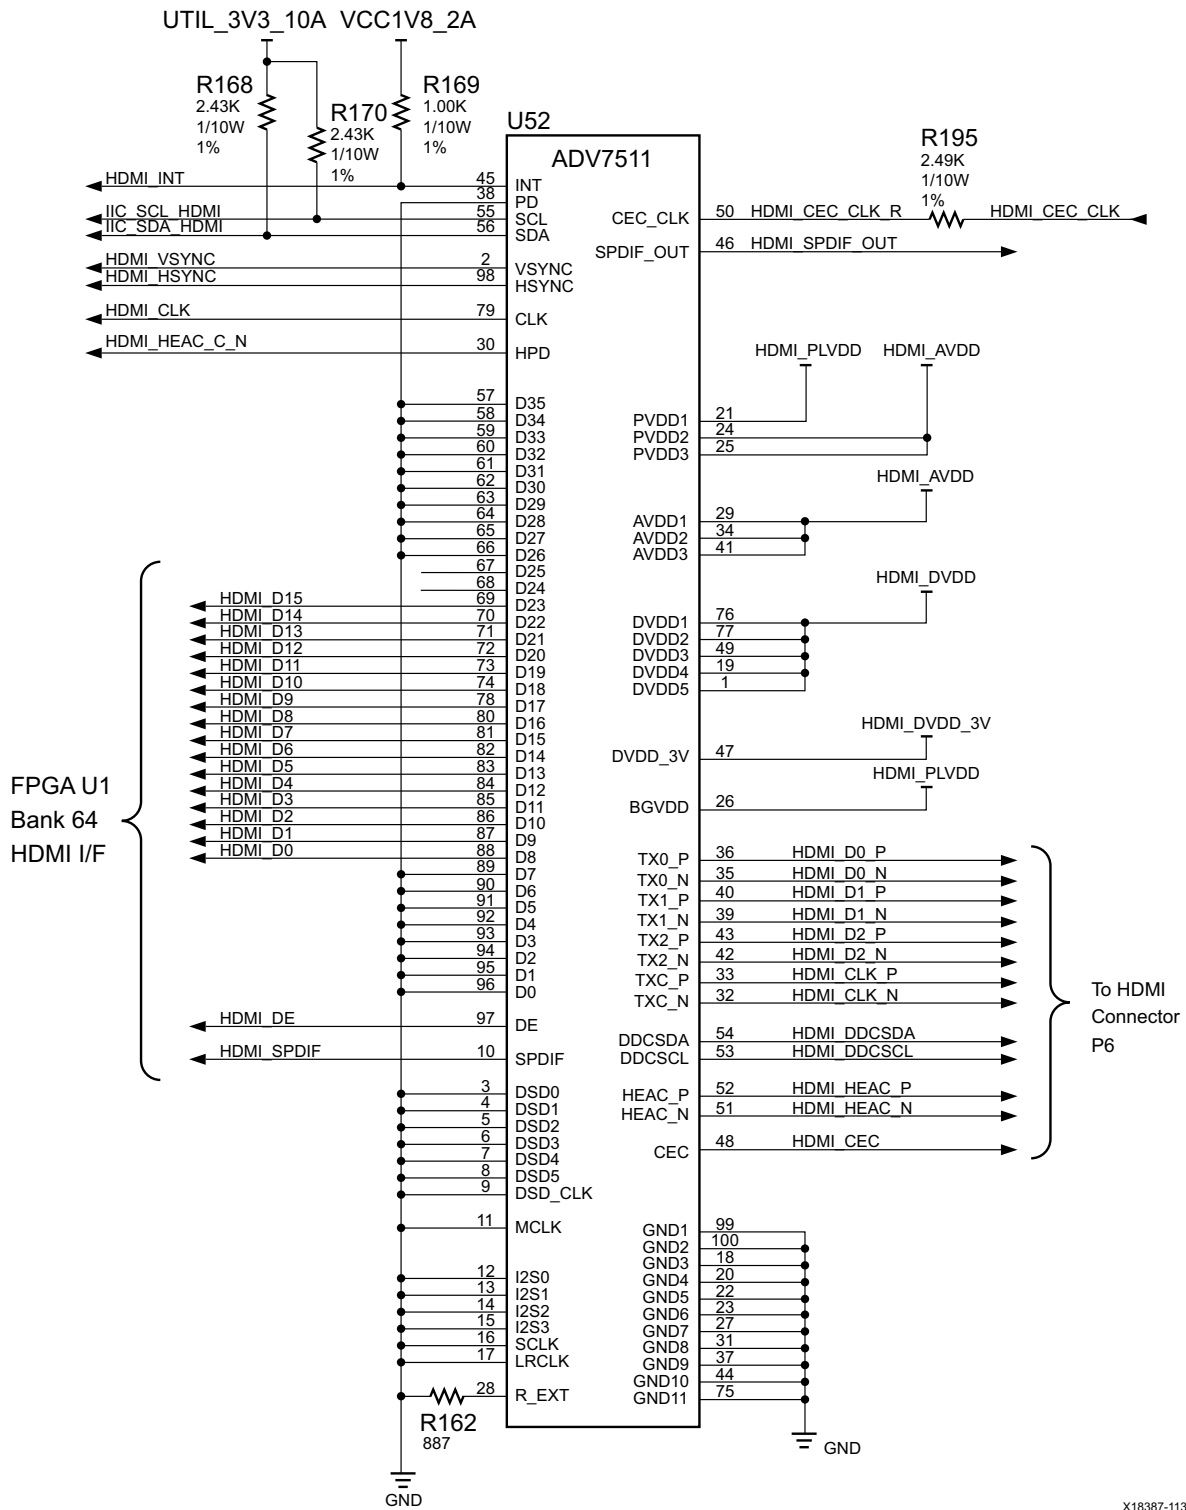 UTIL_3V3_10A VCC1V8_2A
R168
2.43K
1/10W
1%
R170
2.43K
1/10W
1%
R169
1.00K
1/10W
1%
U52
ADV7511
R195
2.49K
1/10W
1%
HDMI_INT 45 INT
38 PD
IIC_SCL_HDMI 55 SCL
IIC_SDA_HDMI 56 SDA
HDMI_VSYNC 2 VSYNC
HDMI_HSYNC 98 HSYNC
HDMI_CLK 79 CLK
HDMI_HEAC_C_N 30 HPD
57 D35
58 D34
59 D33
60 D32
61 D31
62 D30
63 D29
64 D28
65 D27
66 D26
67 D25
68 D24
HDMI_D15 69 D23
HDMI_D14 70 D22
HDMI_D13 71 D21
HDMI_D12 72 D20
HDMI_D11 73 D19
HDMI_D10 74 D18
HDMI_D9 78 D17
HDMI_D8 80 D16
HDMI_D7 81 D15
HDMI_D6 82 D14
HDMI_D5 83 D13
HDMI_D4 84 D12
HDMI_D3 85 D11
HDMI_D2 86 D10
HDMI_D1 87 D9
HDMI_D0 88 D8
89 D7
90 D6
91 D5
92 D4
93 D3
94 D2
95 D1
96 D0
HDMI_DE 97 DE
HDMI_SPDIF 10 SPDIF
FPGA U1
Bank 64
HDMI I/F
3 DSD0
4 DSD1
5 DSD2
6 DSD3
7 DSD4
8 DSD5
9 DSD_CLK
11 MCLK
12 I2S0
13 I2S1
14 I2S2
15 I2S3
16 SCLK
17 LRCLK
28 R_EXT
R162
887
GND
CEC_CLK 50 HDMI_CEC_CLK_R HDMI_CEC_CLK
SPDIF_OUT 46 HDMI_SPDIF_OUT
HDMI_PLVDD HDMI_AVDD
PVDD1 21
PVDD2 24
PVDD3 25
HDMI_AVDD
AVDD1 29
AVDD2 34
AVDD3 41
HDMI_DVDD
DVDD1 76
DVDD2 77
DVDD3 49
DVDD4 19
DVDD5 1
HDMI_DVDD_3V
DVDD_3V 47
HDMI_PLVDD
BGVDD 26
TX0_P 36 HDMI_D0_P
TX0_N 35 HDMI_D0_N
TX1_P 40 HDMI_D1_P
TX1_N 39 HDMI_D1_N
TX2_P 43 HDMI_D2_P
TX2_N 42 HDMI_D2_N
TXC_P 33 HDMI_CLK_P
TXC_N 32 HDMI_CLK_N
DDCSDA 54 HDMI_DDCSDA
DDCSCL 53 HDMI_DDCSCL
HEAC_P 52 HDMI_HEAC_P
HEAC_N 51 HDMI_HEAC_N
CEC 48 HDMI_CEC
To HDMI
Connector
P6
GND1 99
GND2 100
GND3 18
GND4 20
GND5 22
GND6 23
GND7 27
GND8 31
GND9 37
GND10 44
GND11 75
GND
X18387-113